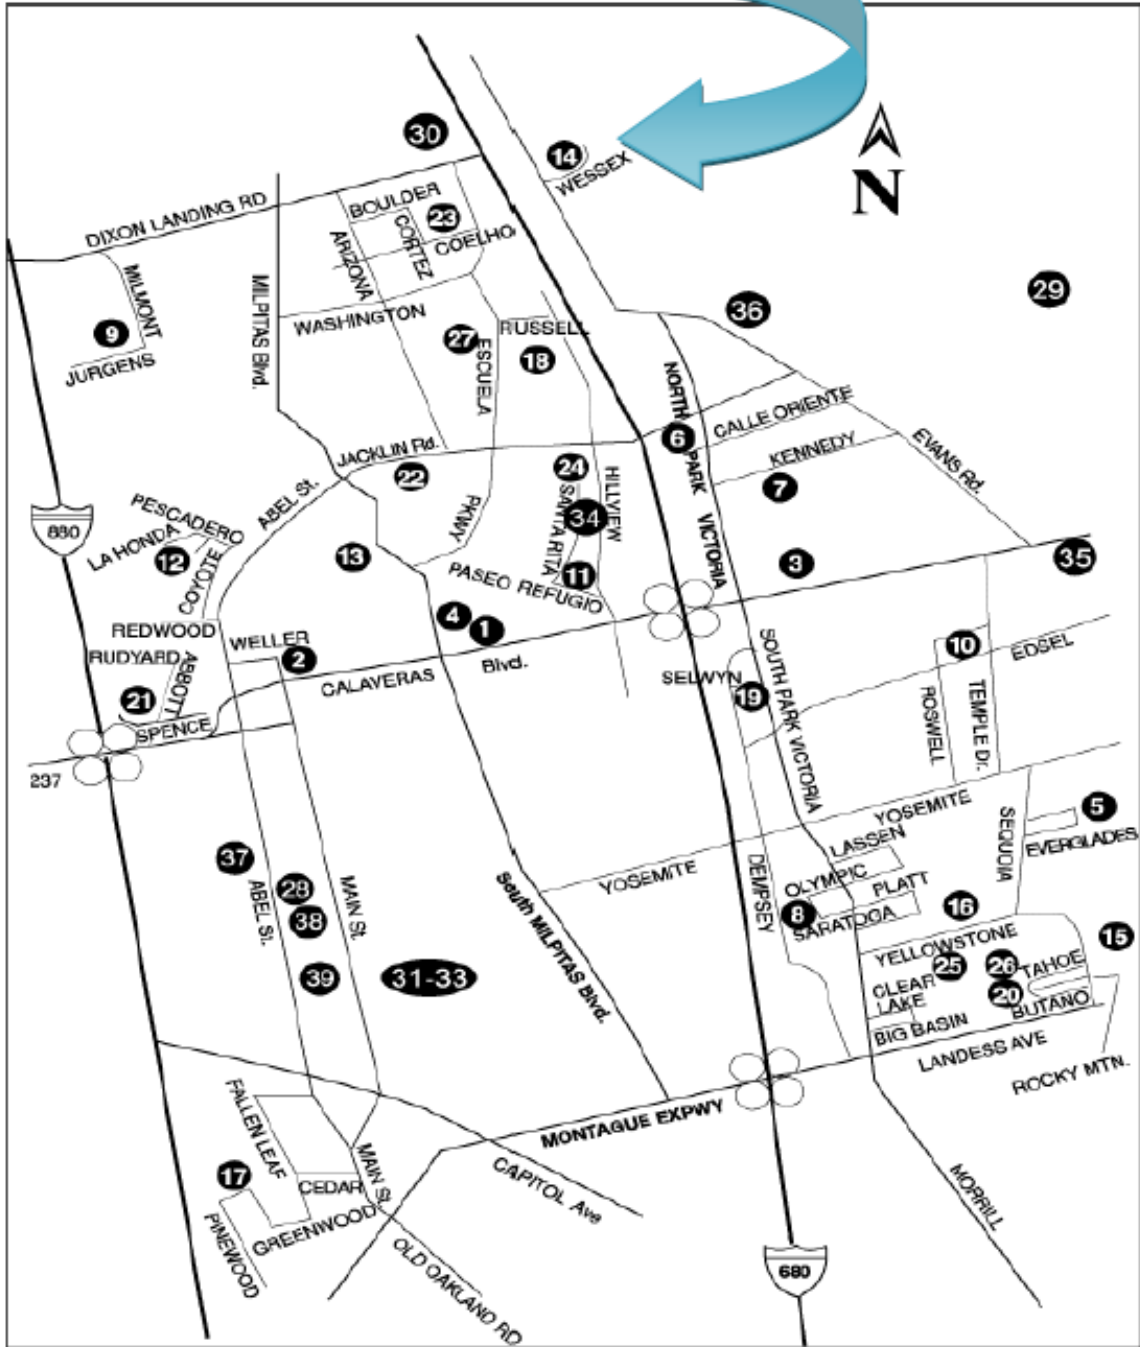 30
14
WESSEX
N
DIXON LANDING RD
BOULDER
23
CORTEZ
COELHO
ARIZONA
MILMONT
MILPITAS Blvd.
29
36
WASHINGTON
9
JURGENS
27
RUSSELL
ESCUELA
18
NORTH PARK VICTORIA
CALLE ORIENTE
6
KENNEDY
EVANS Rd.
JACKLIN Rd.
22
24
HILLVIEW
7
ABEL St.
880
PESCADERO
LA HONDA
12
COYOTE
13
PKWY
SANTA RITA
34
11
PASEO REFUGIO
3
35
REDWOOD
WELLER
4
1
RUDYARD
ABBOTT
2
CALAVERAS
Blvd.
SELWYN
SOUTH PARK VICTORIA
10
EDSEL
21
SPENCE
19
ROSWELL
TEMPLE Dr.
237
YOSEMITE
5
EVERGLADES
SEQUOIA
LASSEN
37
28
38
ABEL St.
MAIN St.
South MILPITAS Blvd.
YOSEMITE
DEMPSEY
OLYMPIC
PLATT
8
SARATOGA
16
15
39
31-33
YELLOWSTONE
25
26
TAHOE
CLEAR
LAKE
20
BUTANO
BIG BASIN
LANDESS AVE
ROCKY MTN.
FALLEN LEAF
MONTAGUE EXPWY
17
CEDAR
MAIN St.
CAPITOL Ave
MORRILL
PINEWOOD
GREENWOOD
OLD OAKLAND RD
680